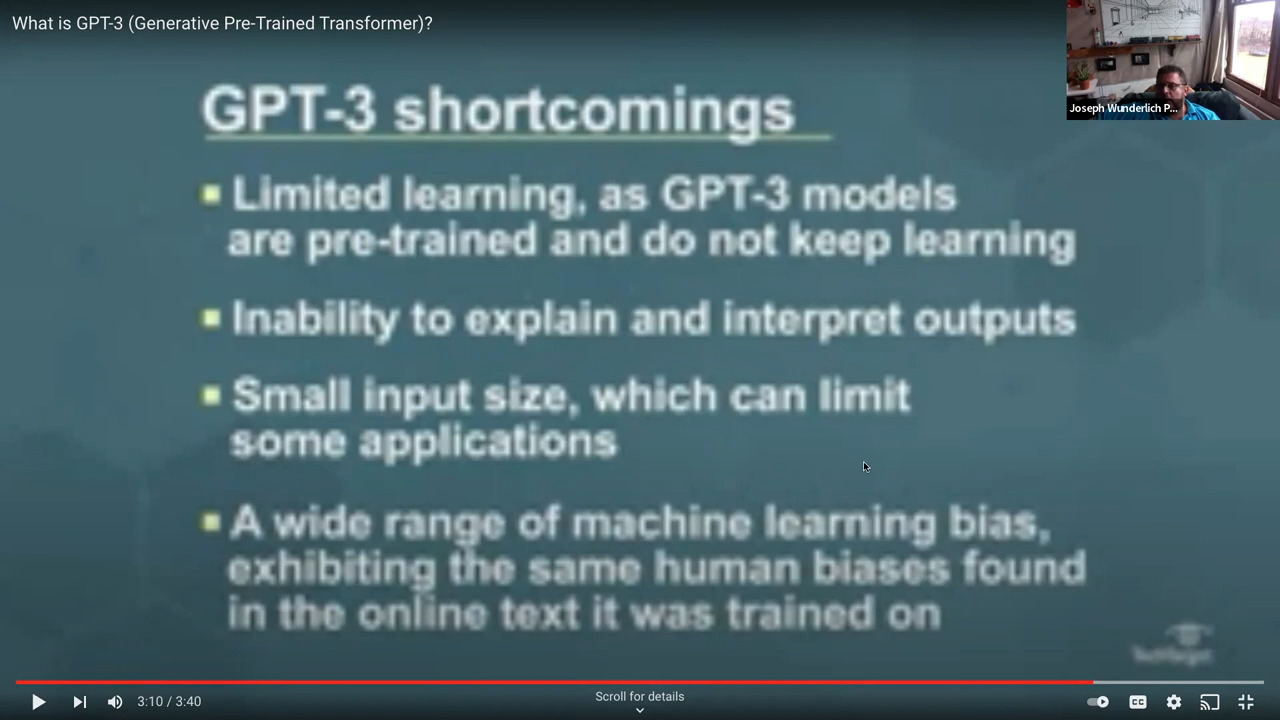 What is GPT-3 (Generative Pre-Trained Transformer)?
Joseph Wunderlich P...
GPT-3 shortcomings
▪ Limited learning, as GPT-3 models
are pre-trained and do not keep learning
▪ Inability to explain and interpret outputs
▪ Small input size, which can limit
some applications
▪ A wide range of machine learning bias,
exhibiting the same human biases found
in the online text it was trained on
TechTarget
3:10 / 3:40
Scroll for details
CC